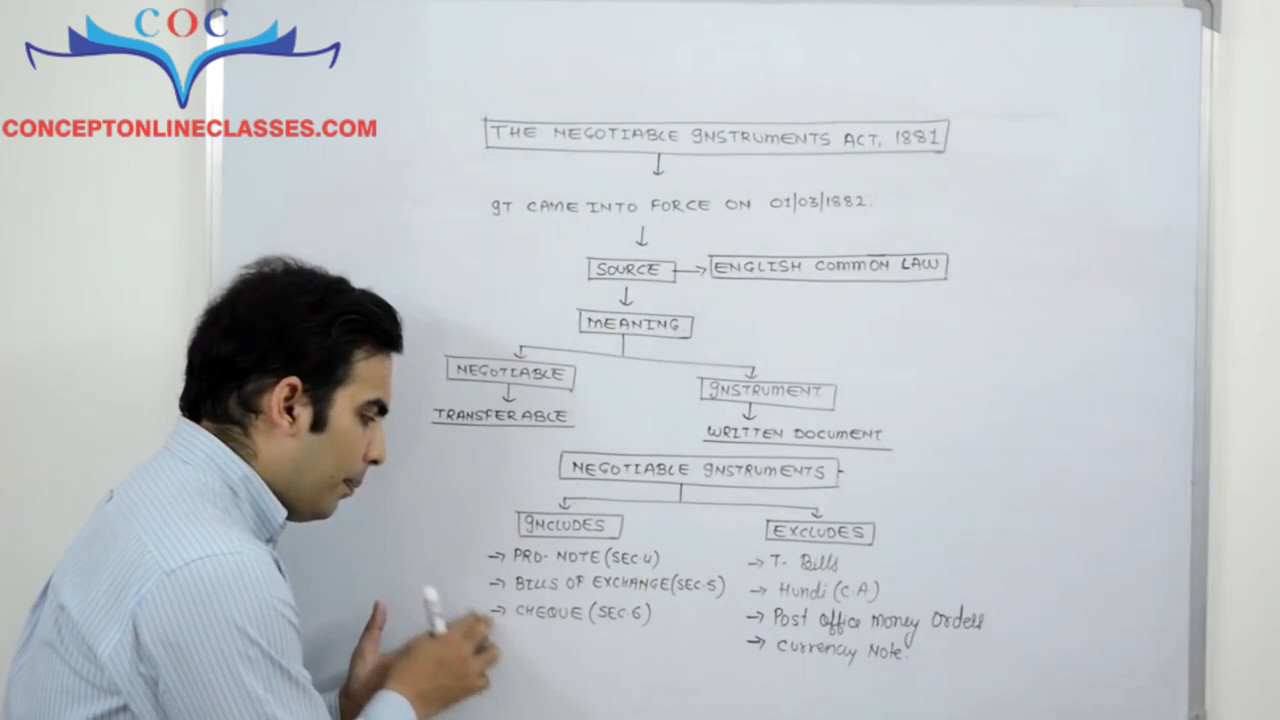 COC
CONCEPTONLINECLASSES.COM
THE NEGOTIABLE INSTRUMENTS ACT, 1881
IT CAME INTO FORCE ON 01/03/1882.
SOURCE → ENGLISH COMMON LAW
MEANING
NEGOTIABLE
INSTRUMENT
TRANSFERABLE
WRITTEN DOCUMENT
NEGOTIABLE INSTRUMENTS
INCLUDES
EXCLUDES
→ PRO- NOTE (SEC.4)
→ T- Bills
→ BILLS OF EXCHANGE (SEC.5)
→ Hundi (C.A)
→ CHEQUE (SEC.6)
→ Post office money orders
→ currency Note.